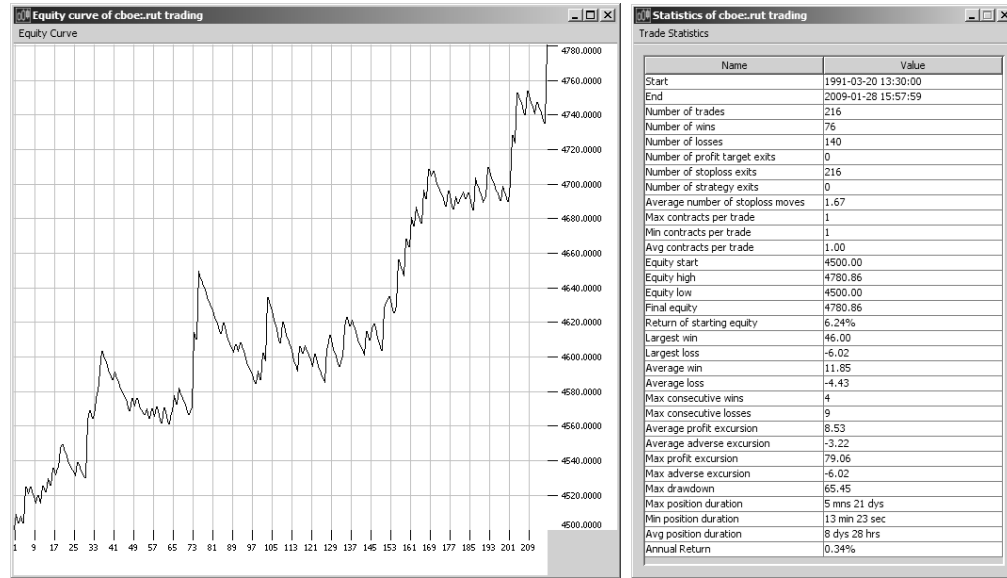 Equity curve of cboe:.rut trading
Equity Curve
4780.0000
4760.0000
4740.0000
4720.0000
4700.0000
4680.0000
4660.0000
4640.0000
4620.0000
4600.0000
4580.0000
4560.0000
4540.0000
4520.0000
4500.0000
1 9 17 25 33 41 49 57 65 73 81 89 97 105 113 121 129 137 145 153 161 169 177 185 193 201 209
Statistics of cboe:.rut trading
Trade Statistics
Name Value
Start 1991-03-20 13:30:00
End 2009-01-28 15:57:59
Number of trades 216
Number of wins 76
Number of losses 140
Number of profit target exits 0
Number of stoploss exits 216
Number of strategy exits 0
Average number of stoploss moves 1.67
Max contracts per trade 1
Min contracts per trade 1
Avg contracts per trade 1.00
Equity start 4500.00
Equity high 4780.86
Equity low 4500.00
Final equity 4780.86
Return of starting equity 6.24%
Largest win 46.00
Largest loss -6.02
Average win 11.85
Average loss -4.43
Max consecutive wins 4
Max consecutive losses 9
Average profit excursion 8.53
Average adverse excursion -3.22
Max profit excursion 79.06
Max adverse excursion -6.02
Max drawdown 65.45
Max position duration 5 mns 21 dys
Min position duration 13 min 23 sec
Avg position duration 8 dys 28 hrs
Annual Return 0.34%